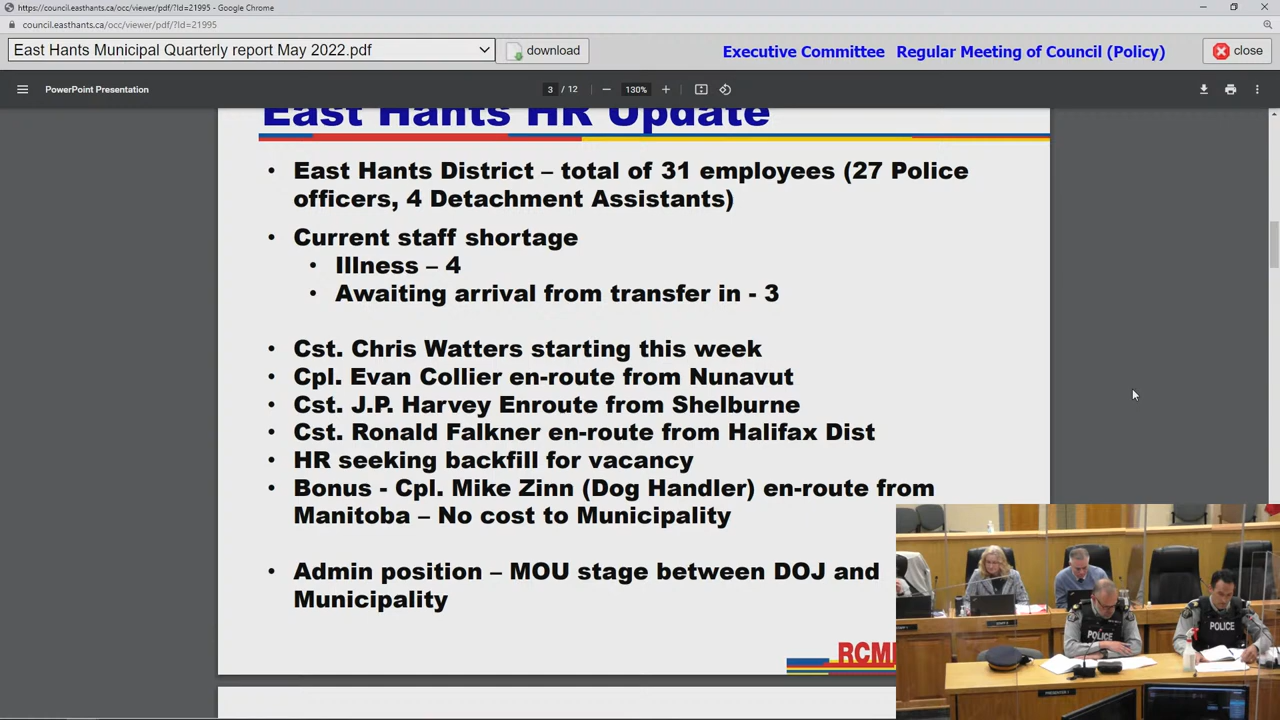 https://council.easthants.ca/occ/viewer/pdf/?Id=21995 - Google Chrome
council.easthants.ca/occ/viewer/pdf/?Id=21995
East Hants Municipal Quarterly report May 2022.pdf
download
Executive Committee Regular Meeting of Council (Policy)
close
PowerPoint Presentation
3 / 12
130%
East Hants HR Update
• East Hants District – total of 31 employees (27 Police
officers, 4 Detachment Assistants)
• Current staff shortage
• Illness – 4
• Awaiting arrival from transfer in - 3
• Cst. Chris Watters starting this week
• Cpl. Evan Collier en-route from Nunavut
• Cst. J.P. Harvey Enroute from Shelburne
• Cst. Ronald Falkner en-route from Halifax Dist
• HR seeking backfill for vacancy
• Bonus - Cpl. Mike Zinn (Dog Handler) en-route from
Manitoba – No cost to Municipality
• Admin position – MOU stage between DOJ and
Municipality
RCM
POLICE
POLICE